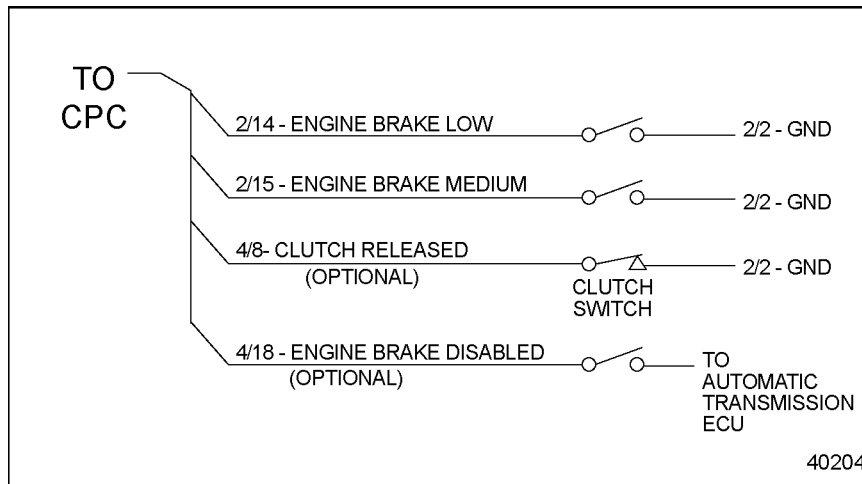 TO
CPC
2/14 - ENGINE BRAKE LOW
2/2 - GND
2/15 - ENGINE BRAKE MEDIUM
2/2 - GND
4/8- CLUTCH RELEASED
(OPTIONAL)
2/2 - GND
CLUTCH
SWITCH
4/18 - ENGINE BRAKE DISABLED
(OPTIONAL)
TO
AUTOMATIC
TRANSMISSION
ECU
40204